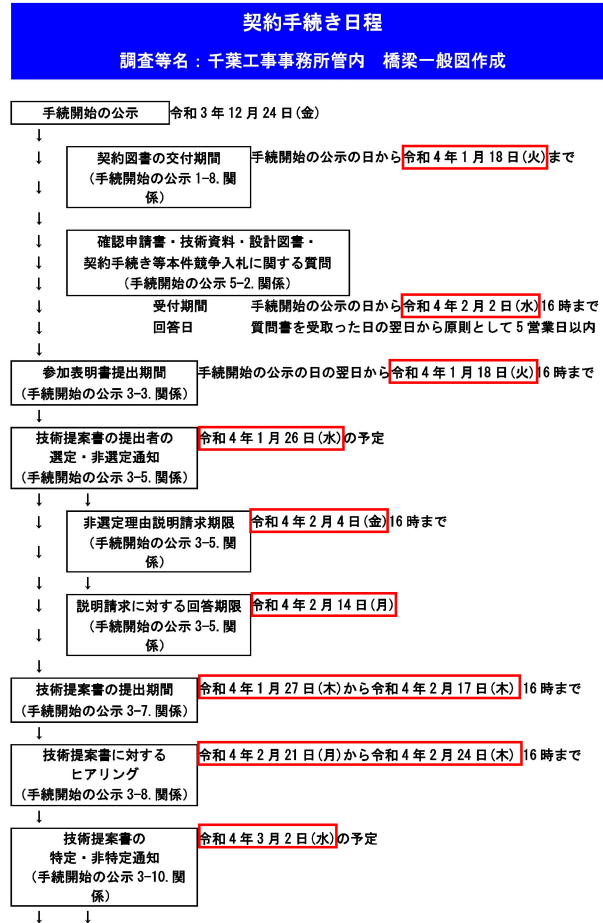 契約手続き日程
調査等名：千葉工事事務所管内　橋梁一般図作成
手続開始の公示 令和3年12月24日(金)
↓
↓
契約図書の交付期間 手続開始の公示の日から令和4年1月18日(火)まで
(手続開始の公示1-8.関
↓
係)
↓
↓
確認申請書・技術資料・設計図書・
↓
契約手続き等本件競争入札に関する質問
↓
(手続開始の公示5-2.関係)
↓
受付期間 手続開始の公示の日から令和4年2月2日(水)16時まで
↓
回答日 質問書を受取った日の翌日から原則として5営業日以内
↓
参加表明書提出期間 手続開始の公示の日の翌日から令和4年1月18日(火)16時まで
(手続開始の公示3-3.関係)
↓
技術提案書の提出者の 令和4年1月26日(水)の予定
選定・非選定通知
(手続開始の公示3-5.関係)
↓ ↓
↓
非選定理由説明請求期限 令和4年2月4日(金)16時まで
(手続開始の公示3-5.関
↓
係)
↓ ↓
↓
説明請求に対する回答期限 令和4年2月14日(月)
(手続開始の公示3-5.関
↓
係)
↓
技術提案書の提出期間 令和4年1月27日(木)から令和4年2月17日(木) 16時まで
(手続開始の公示3-7.関係)
↓
技術提案書に対する 令和4年2月21日(月)から令和4年2月24日(木) 16時まで
ヒアリング
(手続開始の公示3-8.関係)
↓
技術提案書の 令和4年3月2日(水)の予定
特定・非特定通知
(手続開始の公示3-10.関
係)
↓ ↓